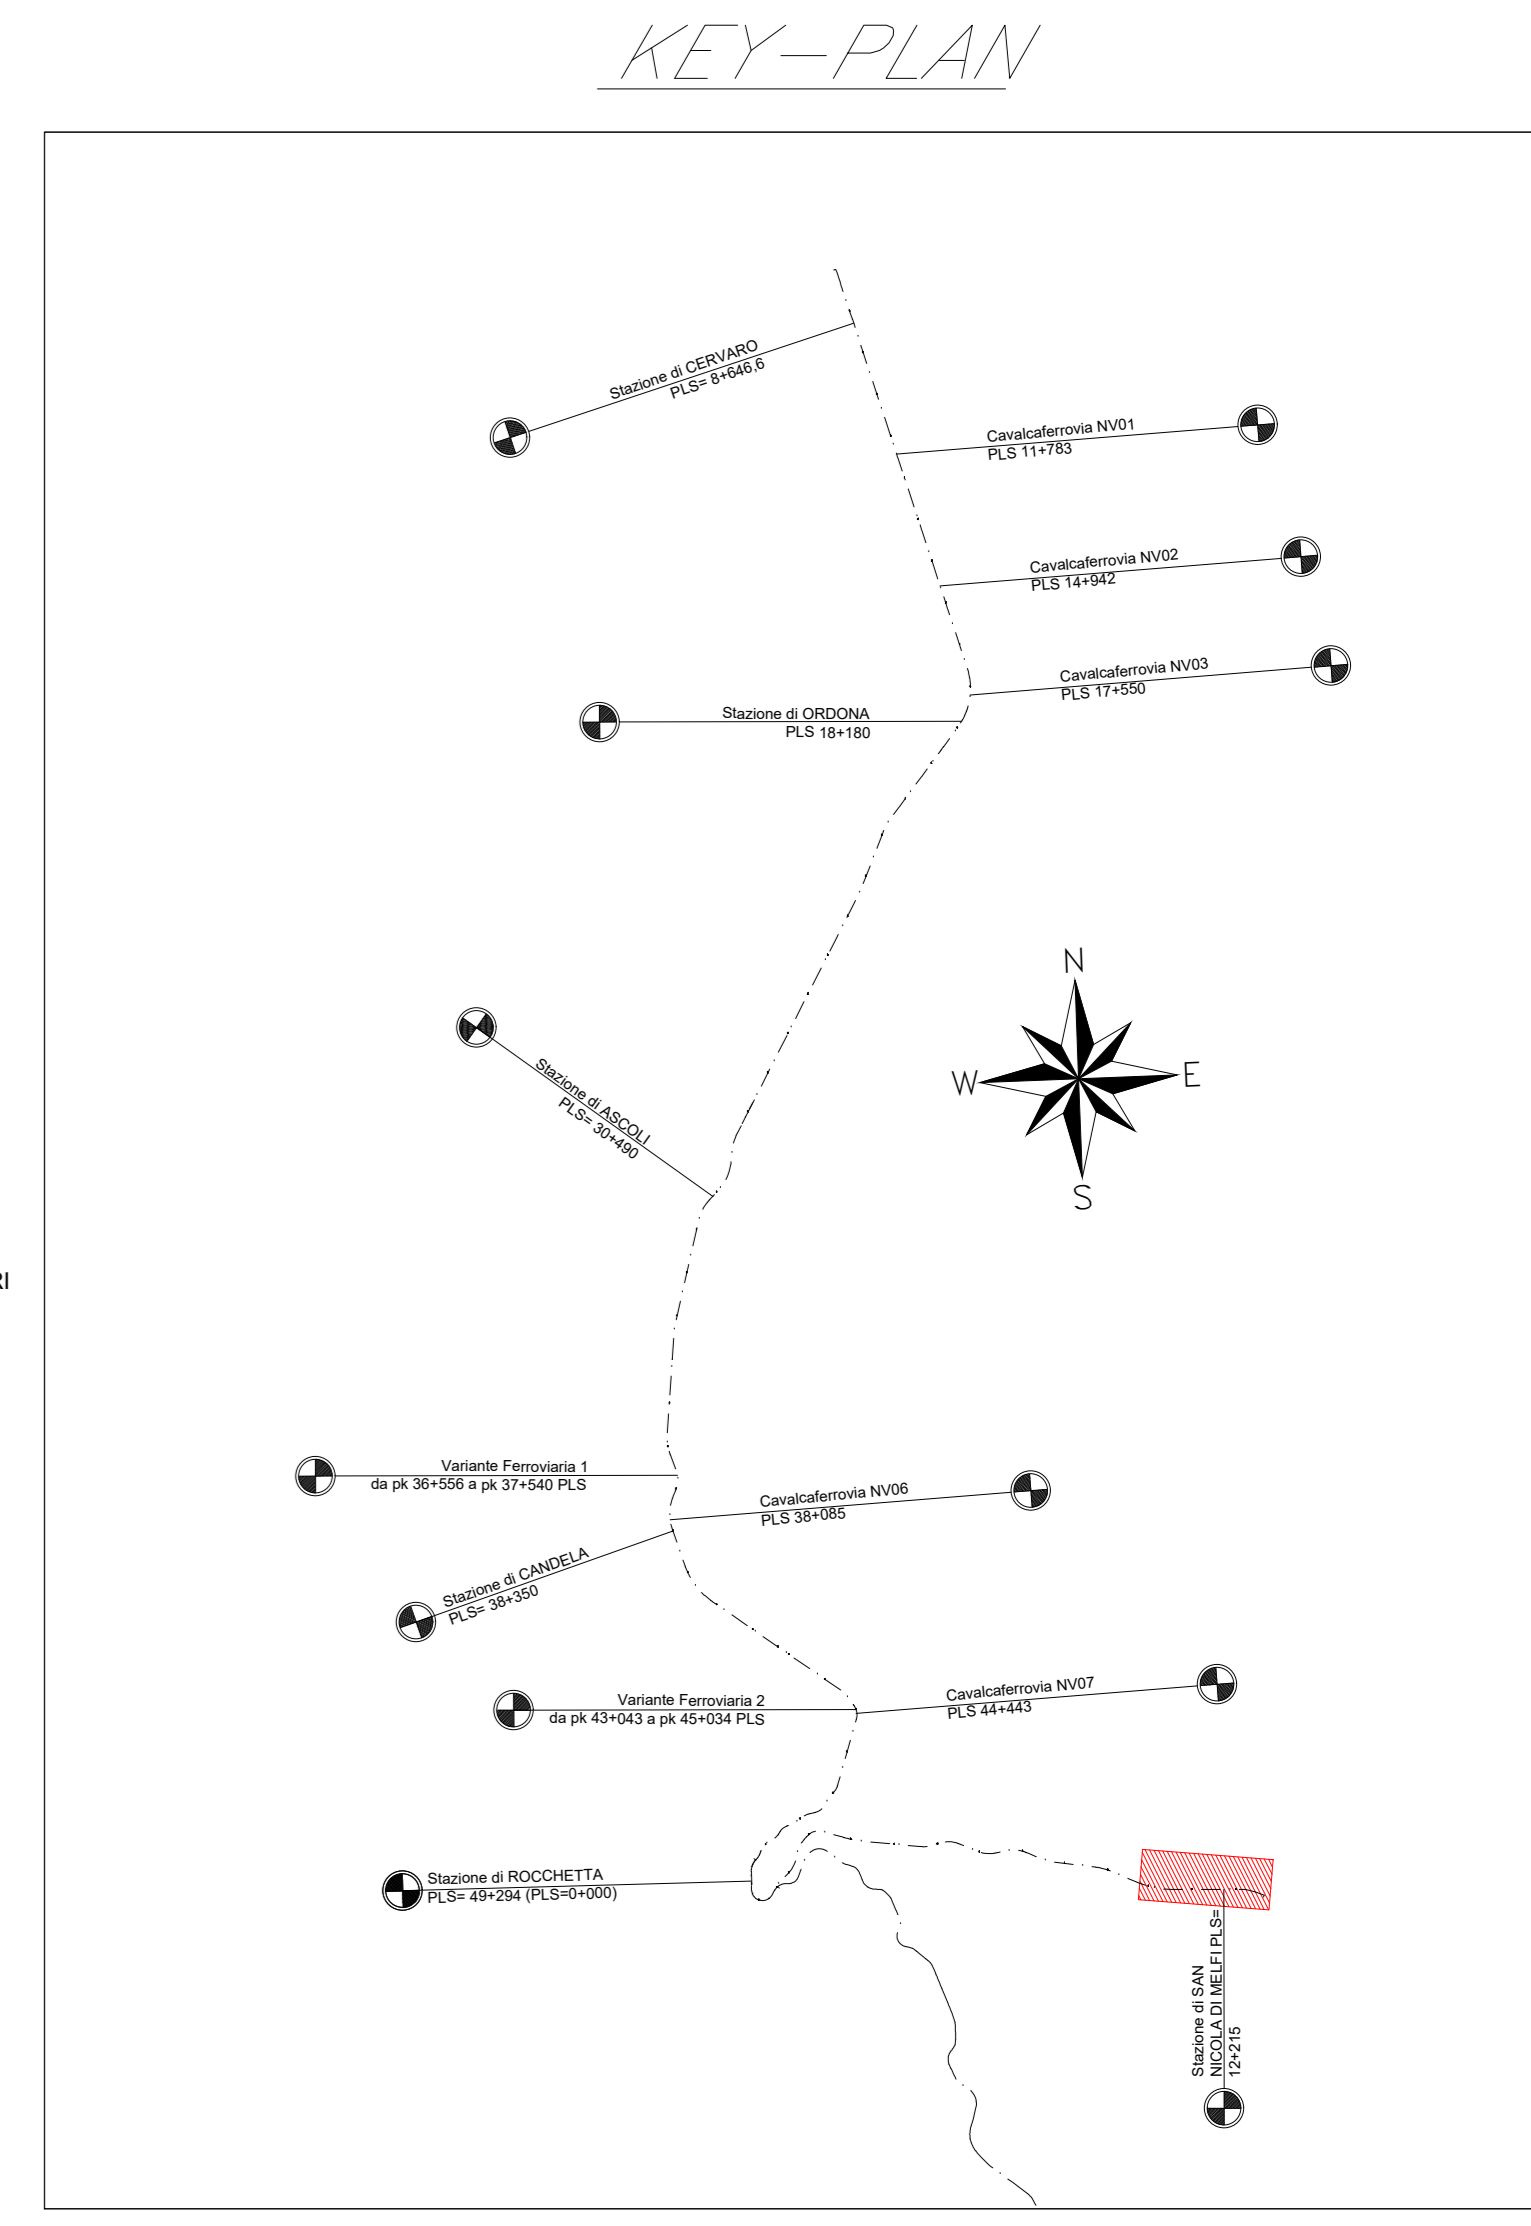 KEY-PLAN
Stazione di CERVARO
PLS= 8+646,6
Cavalcaferrovia NV01
PLS 11+783
Cavalcaferrovia NV02
PLS 14+942
Cavalcaferrovia NV03
PLS 17+550
Stazione di ORDONA
PLS 18+180
N
W
E
S
Stazione di ASCOLI
PLS= 30+490
RI
Variante Ferroviaria 1
da pk 36+556 a pk 37+540 PLS
Cavalcaferrovia NV06
PLS 38+085
Stazione di CANDELA
PLS= 38+350
Variante Ferroviaria 2
da pk 43+043 a pk 45+034 PLS
Cavalcaferrovia NV07
PLS 44+443
Stazione di ROCCHETTA
PLS= 49+294 (PLS=0+000)
Stazione di SAN
NICOLA DI MELFI PLS=
12+215